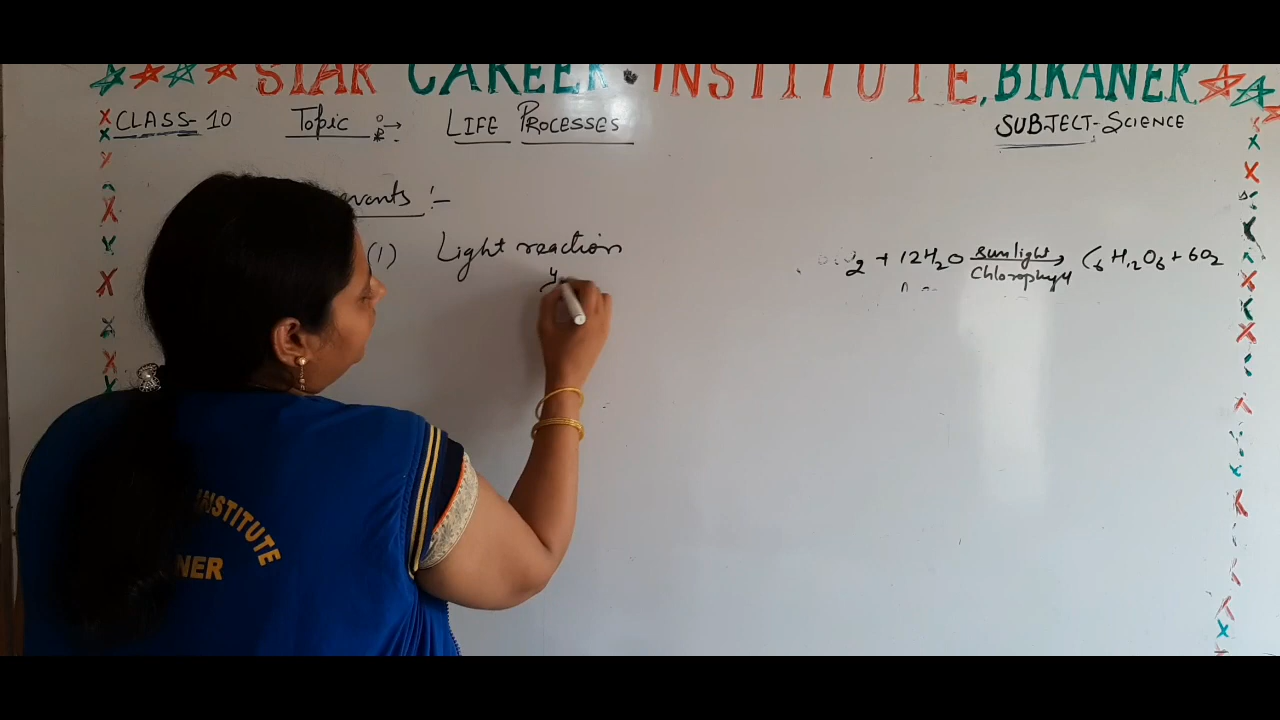 STAR CAREER INSTITUTE, BIKANER
CLASS-10 Topic LIFE PROCESSES SUBJECT-SCIENCE
(1) Light reaction
2 + 12H2O Sunlight Chlorophyll C6H12O6 + 6O2
INSTITUTE
NER